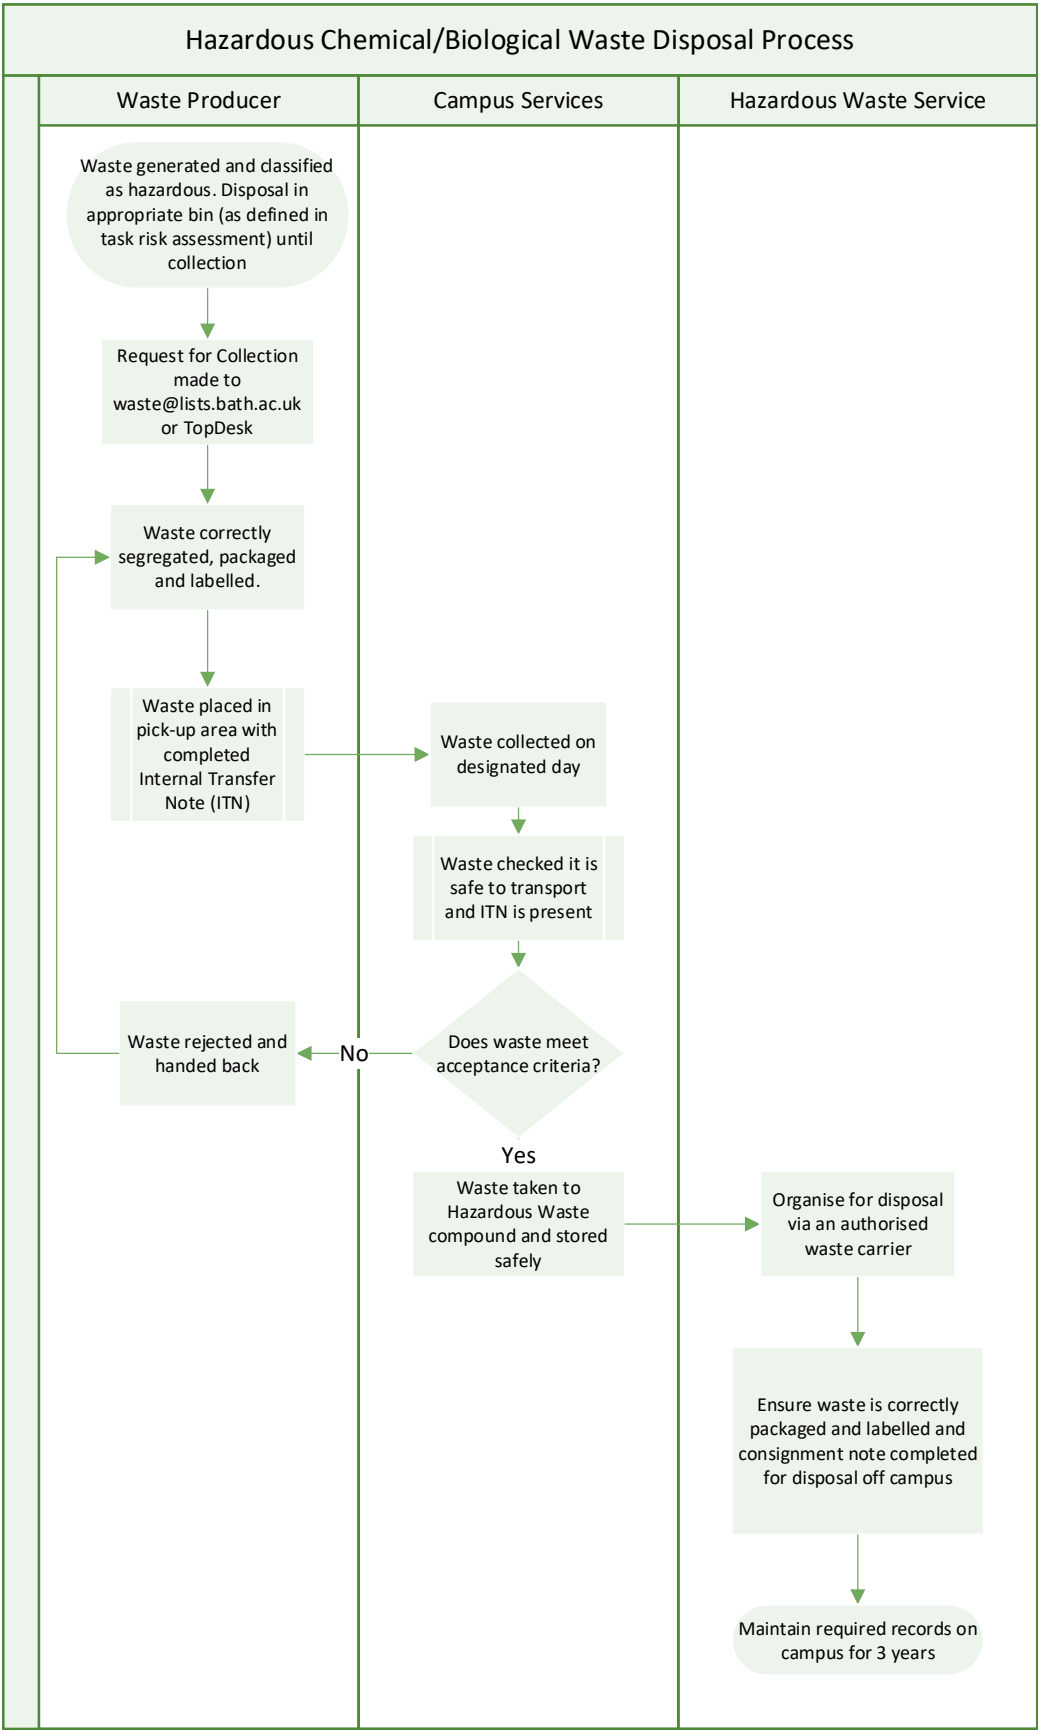 Hazardous Chemical/Biological Waste Disposal Process
Waste Producer
Campus Services
Hazardous Waste Service
Waste generated and classified
as hazardous. Disposal in
appropriate bin (as defined in
task risk assessment) until
collection
Request for Collection
made to
waste@lists.bath.ac.uk
or TopDesk
Waste correctly
segregated, packaged
and labelled.
Waste placed in
pick-up area with
completed
Internal Transfer
Note (ITN)
Waste collected on
designated day
Waste checked it is
safe to transport
and ITN is present
Does waste meet
acceptance criteria?
No
Waste rejected and
handed back
Yes
Waste taken to
Hazardous Waste
compound and stored
safely
Organise for disposal
via an authorised
waste carrier
Ensure waste is correctly
packaged and labelled and
consignment note completed
for disposal off campus
Maintain required records on
campus for 3 years